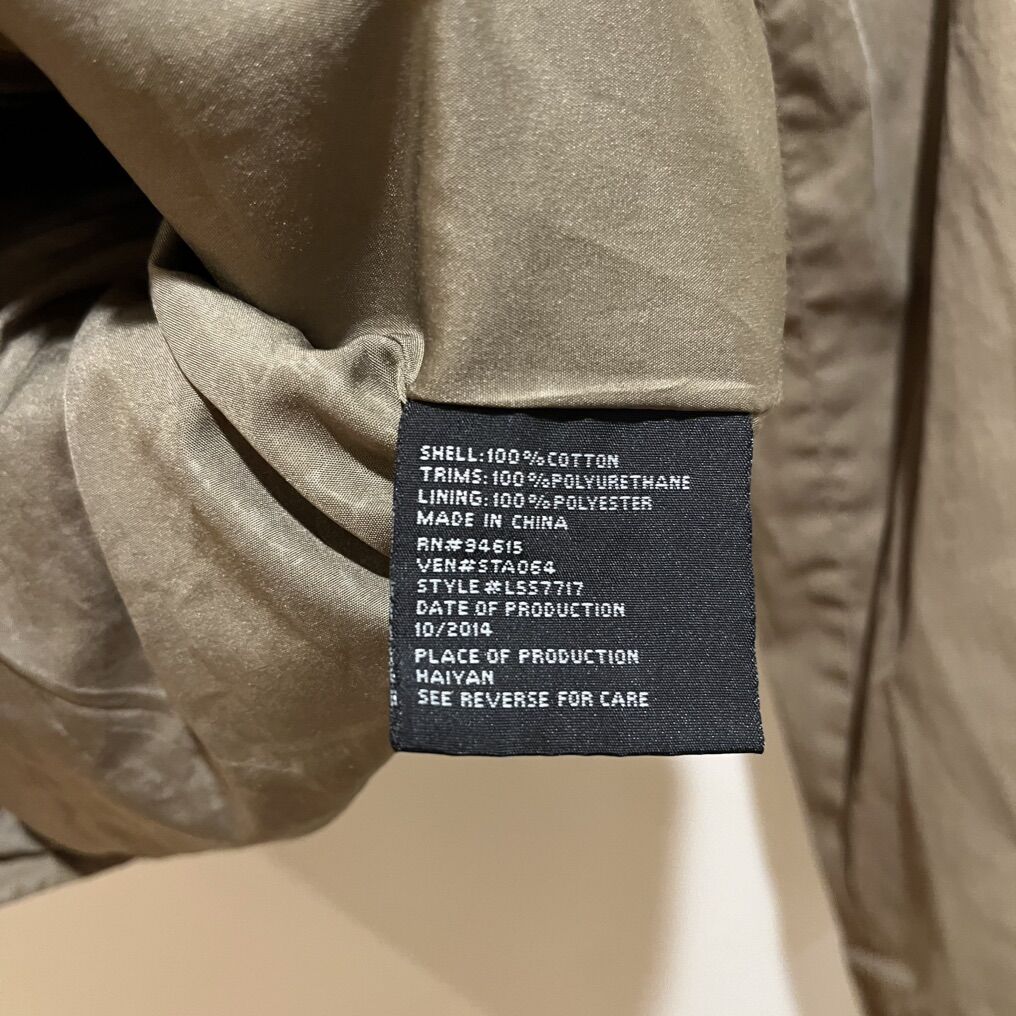 SHELL:100%COTTON
TRIMS:100%POLYURETHANE
LINING:100%POLYESTER
MADE IN CHINA
RN#94615
VEN#STA064
STYLE#LSS7717
DATE OF PRODUCTION
10/2014
PLACE OF PRODUCTION
HAIYAN
SEE REVERSE FOR CARE